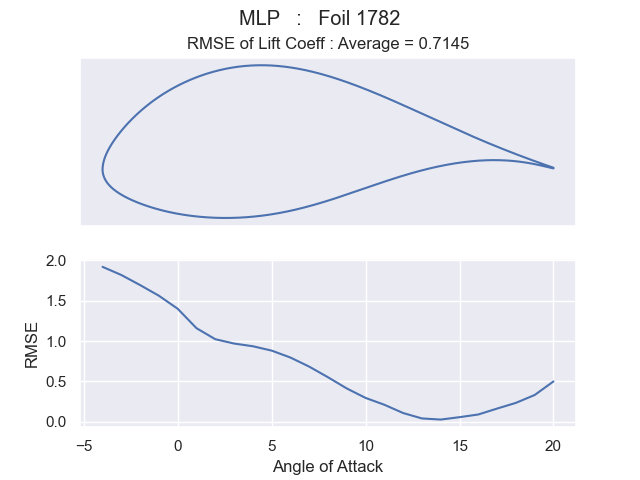 MLP : Foil 1782
RMSE of Lift Coeff : Average = 0.7145
2.0
1.5
1.0
0.5
0.0
RMSE
−5 0 5 10 15 20
Angle of Attack